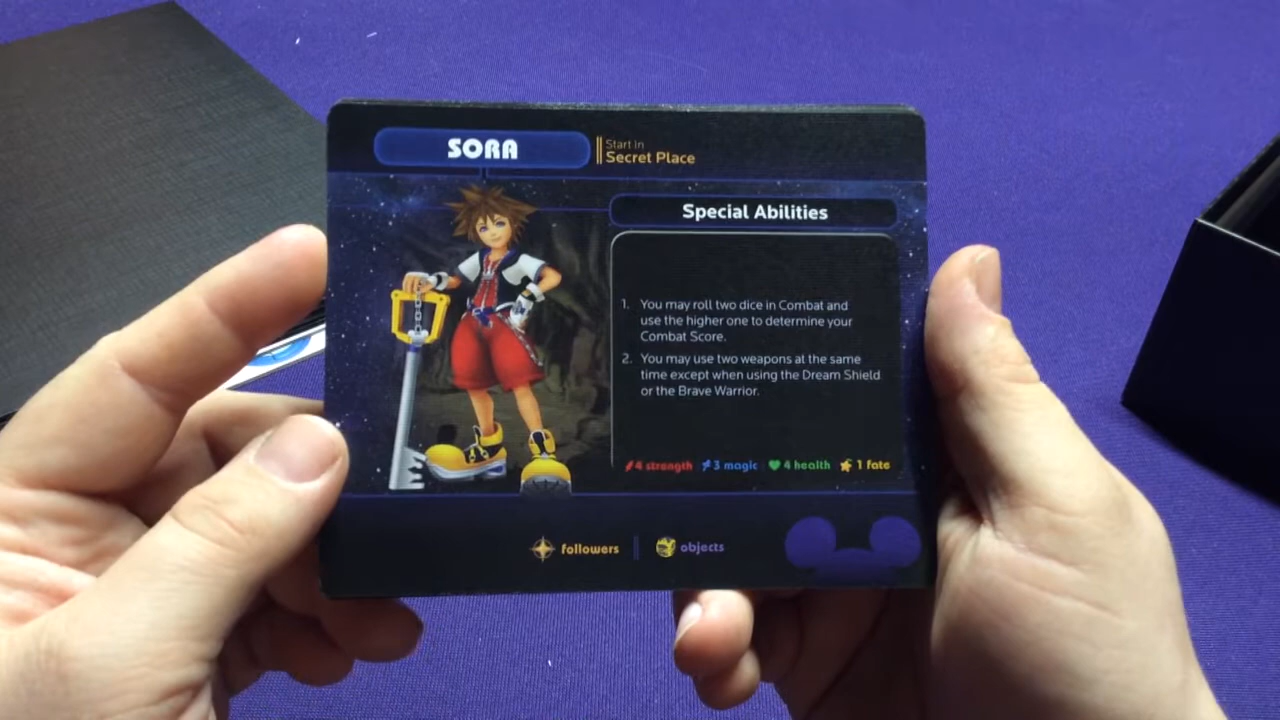 SORA
Start in
Secret Place
Special Abilities
1. You may roll two dice in Combat and
use the higher one to determine your
Combat Score.
2. You may use two weapons at the same
time except when using the Dream Shield
or the Brave Warrior.
4 strength 3 magic 4 health 1 fate
followers objects